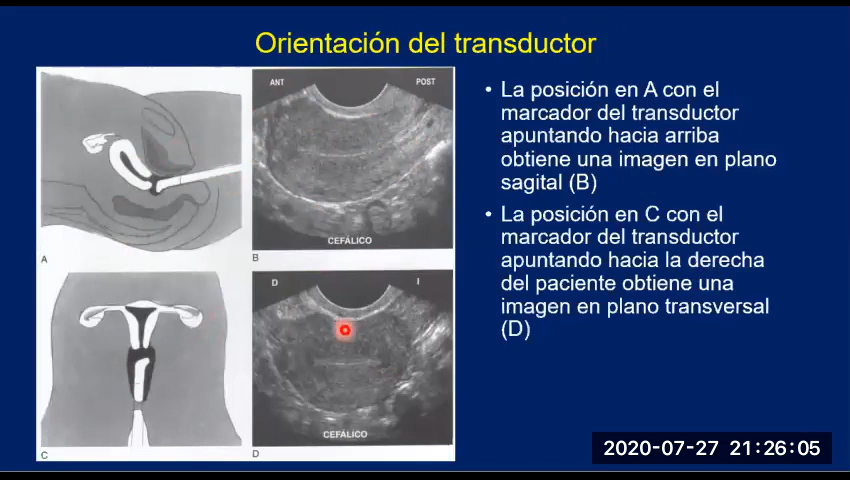 Orientación del transductor
ANT
POST
CEFÁLICO
A
B
D
I
CEFÁLICO
C
D
• La posición en A con el
marcador del transductor
apuntando hacia arriba
obtiene una imagen en plano
sagital (B)
• La posición en C con el
marcador del transductor
apuntando hacia la derecha
del paciente obtiene una
imagen en plano transversal
(D)
2020-07-27 21:26:05